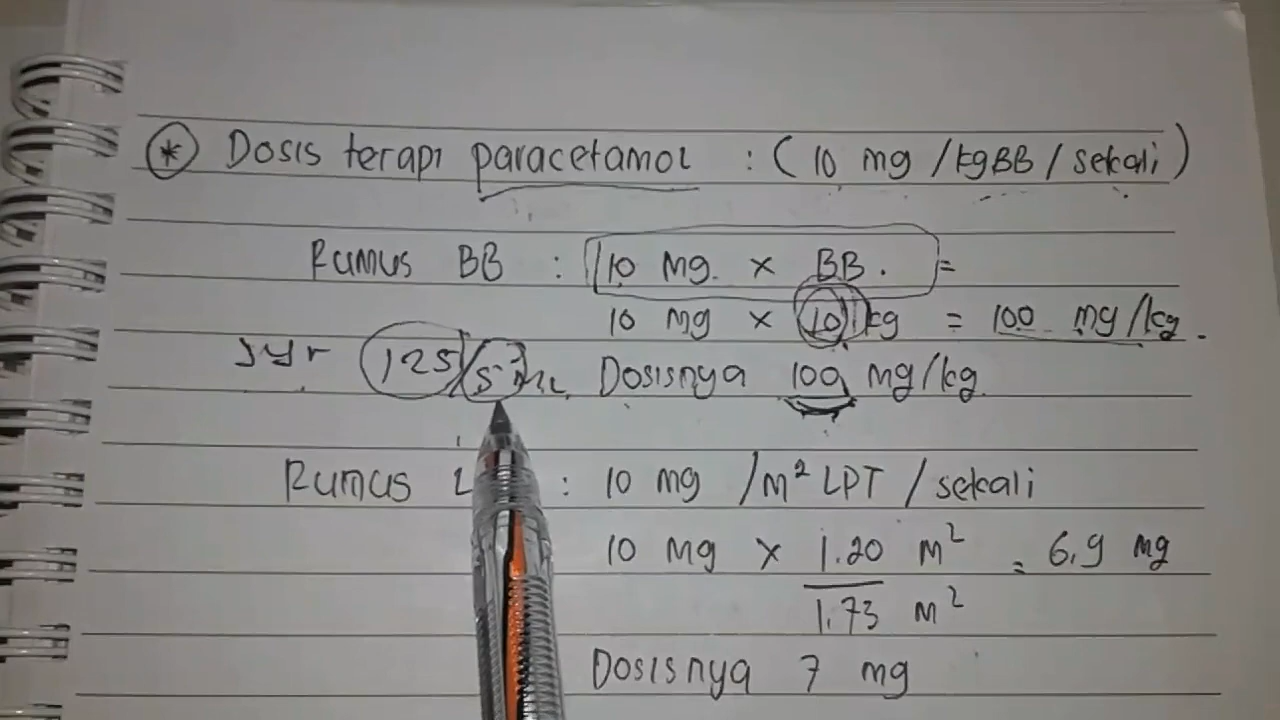 * Dosis terapi paracetamol : (10 mg /kgBB / sekali)
Rumus BB : 10 Mg. x BB. =
10 mg x 10 kg = 100 mg/kg.
syr 125/5 mL Dosisnya 100 mg/kg.
Rumus : 10 mg /m² LPT / sekali
10 Mg x 1.20 m² = 6,9 mg
1.73 m²
Dosisnya 7 mg